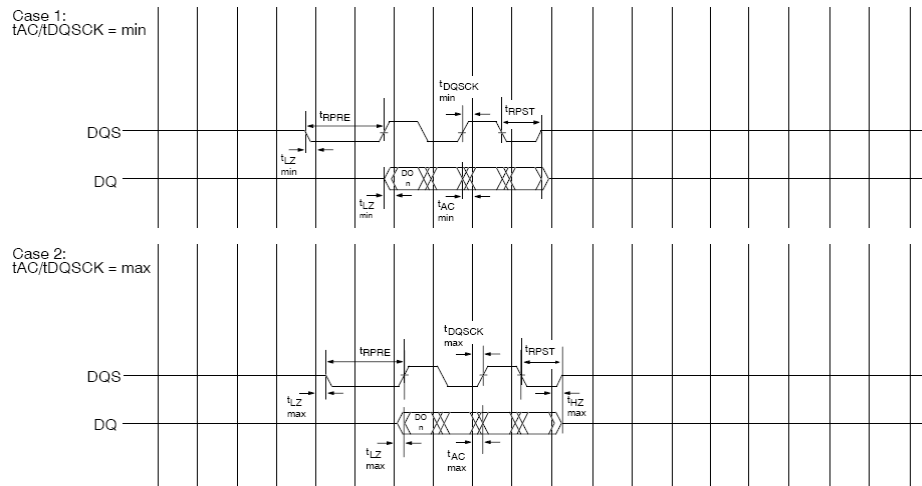 Case 1:
tAC/tDQSCK = min
tDQSCK
min
tRPRE
tRPST
DQS
tLZ
min
DQ
DO
n
tLZ
min
tAC
min
Case 2:
tAC/tDQSCK = max
tDQSCK
max
tRPRE
tRPST
DQS
tLZ
max
tHZ
max
DQ
DO
n
tLZ
max
tAC
max